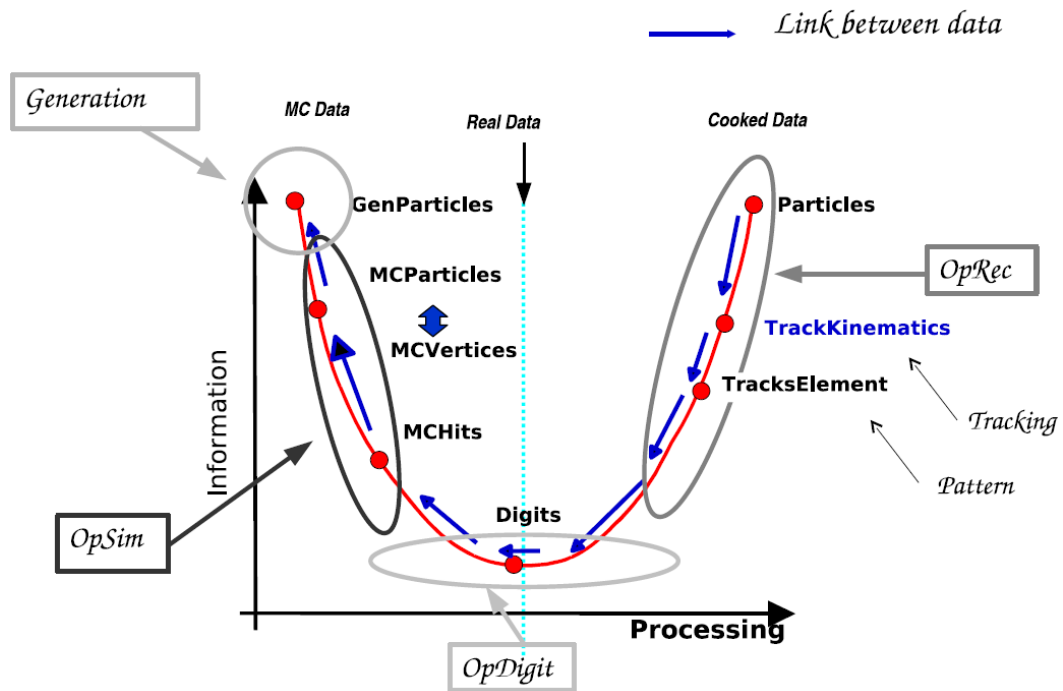 Link between data
Generation
MC Data
Real Data
Cooked Data
GenParticles
Particles
MCParticles
OpRec
MCVertices
TrackKinematics
TracksElement
Information
MCHits
Tracking
Pattern
Digits
OpSim
Processing
OpDigit